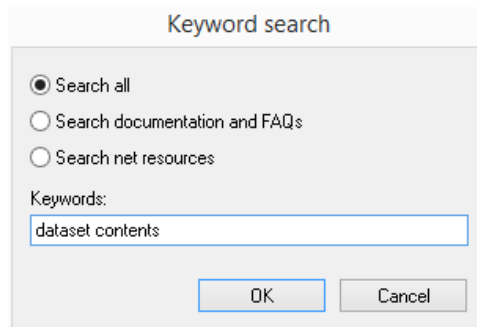 Keyword search
Search all
Search documentation and FAQs
Search net resources
Keywords:
dataset contents
OK Cancel